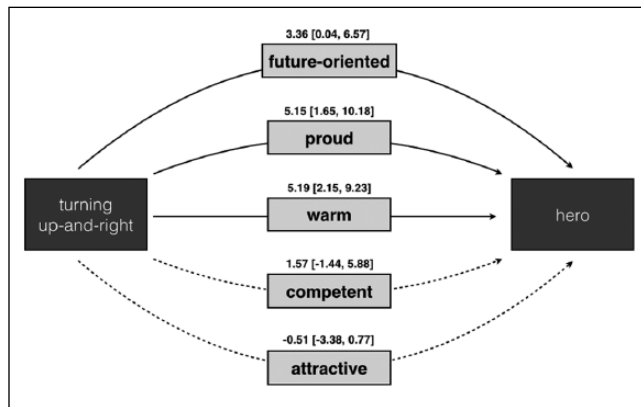 3.36 [0.04, 6.57]
future-oriented
5.15 [1.65, 10.18]
proud
5.19 [2.15, 9.23]
turning
up-and-right
warm
hero
1.57 [-1.44, 5.88]
competent
-0.51 [-3.38, 0.77]
attractive